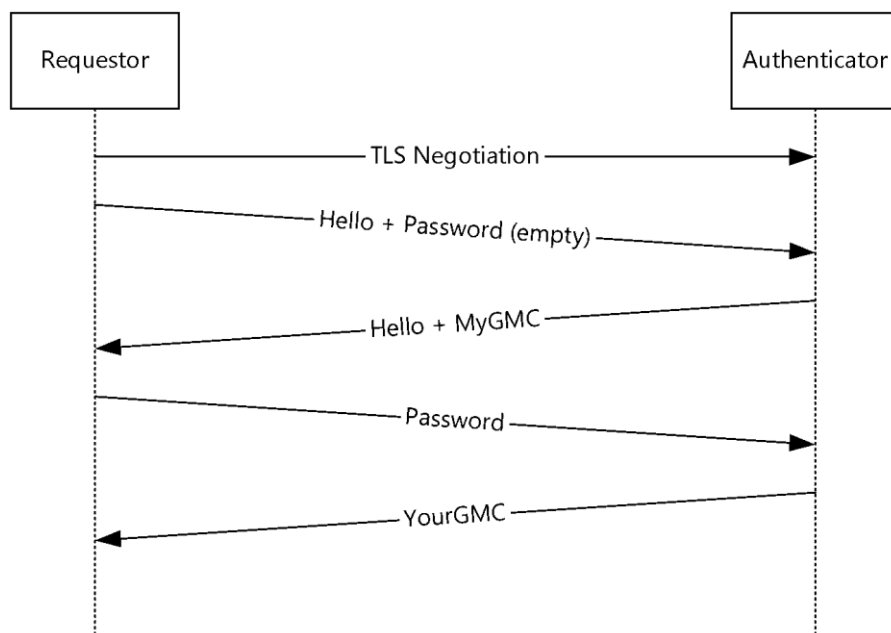 Requestor
Authenticator
TLS Negotiation
Hello + Password (empty)
Hello + MyGMC
Password
YourGMC